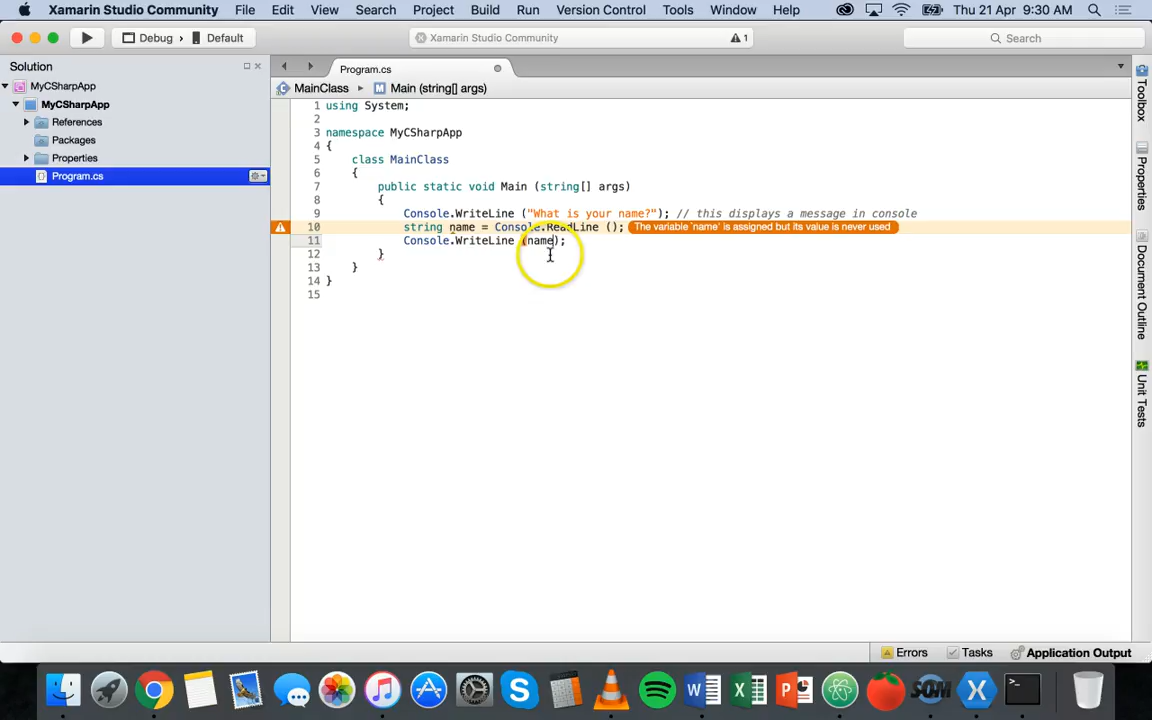 Xamarin Studio Community File Edit View Search Project Build Run Version Control Tools Window Help Thu 21 Apr 9:30 AM
Debug Default Xamarin Studio Community 1 Search
Solution
MyCSharpApp
MyCSharpApp
References
Packages
Properties
Program.cs
Program.cs
MainClass Main (string[] args)
1 using System;
2
3 namespace MyCSharpApp
4 {
5 class MainClass
6 {
7 public static void Main (string[] args)
8 {
9 Console.WriteLine ("What is your name?"); // this displays a message in console
10 string name = Console.ReadLine (); The variable `name' is assigned but its value is never used
11 Console.WriteLine (name);
12 }
13 }
14 }
15
Toolbox
Properties
Document Outline
Unit Tests
Errors Tasks Application Output
W X P SQM X >_